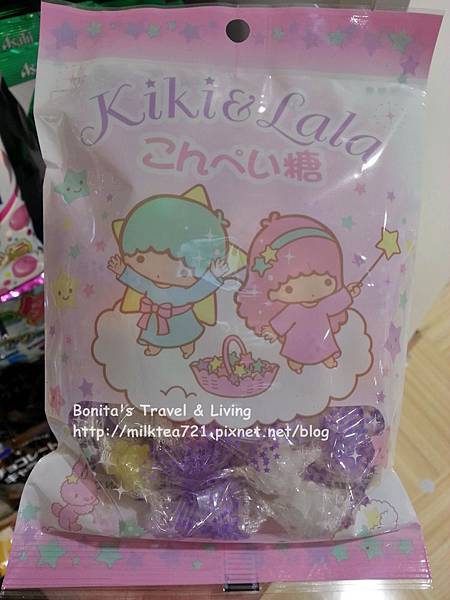 Kiki&Lala
こんぺい糖
Bonita's Travel & Living
http://milktea721.pixnet.net/blog